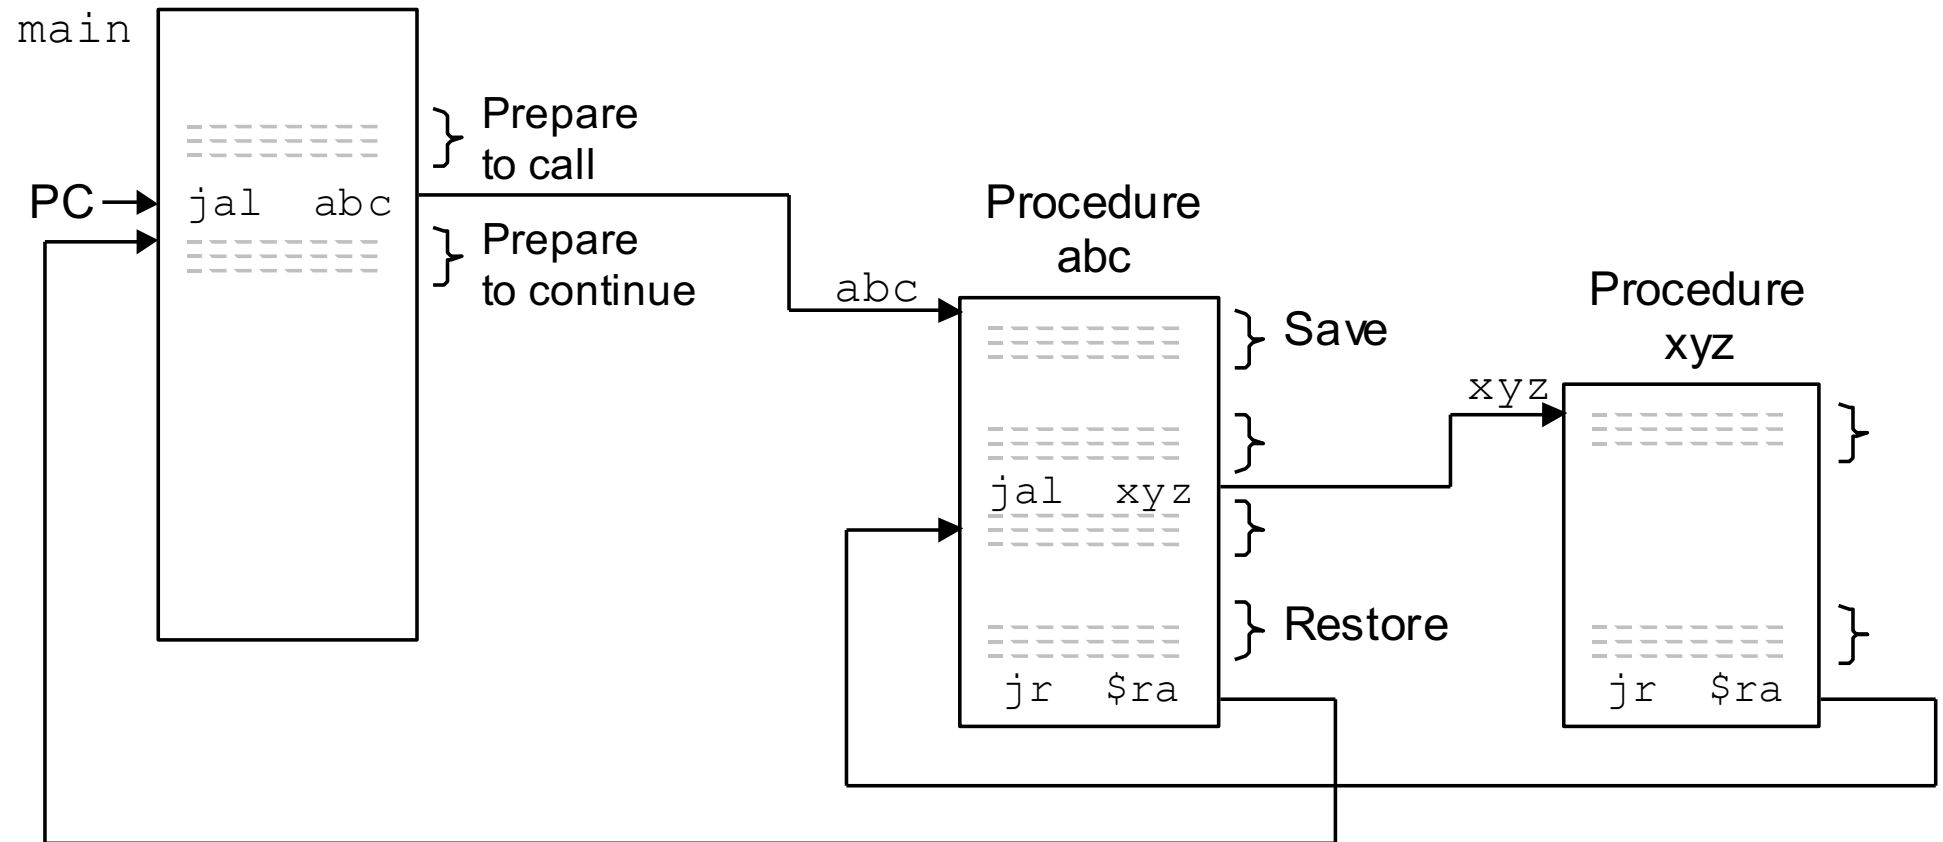 main
Prepare
to call
PC
jal abc
Prepare
to continue
Procedure
abc
abc
Save
jal xyz
Restore
jr $ra
Procedure
xyz
xyz
jr $ra